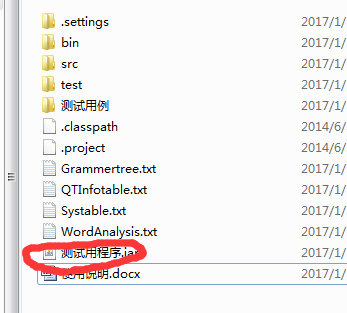 .settings 2017/1/
bin 2017/1/
src 2017/1/
test 2017/1/
测试用例 2017/1/
.classpath 2014/6/
.project 2014/6/
Grammertree.txt 2017/1/
QTInfotable.txt 2017/1/
Systable.txt 2017/1/
WordAnalysis.txt 2017/1/
测试用程序.jar 2017/1/
使用说明.docx 2017/1/